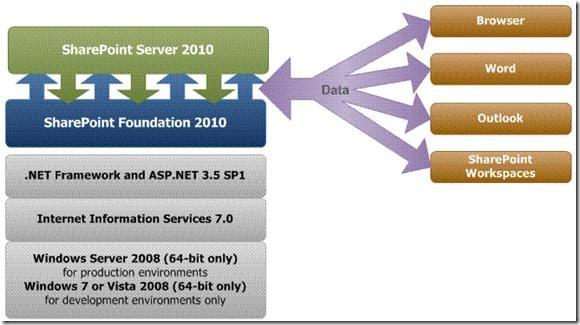 SharePoint Server 2010
SharePoint Foundation 2010
.NET Framework and ASP.NET 3.5 SP1
Internet Information Services 7.0
Windows Server 2008 (64-bit only)
for production environments
Windows 7 or Vista 2008 (64-bit only)
for development environments only
Data
Browser
Word
Outlook
SharePoint
Workspaces